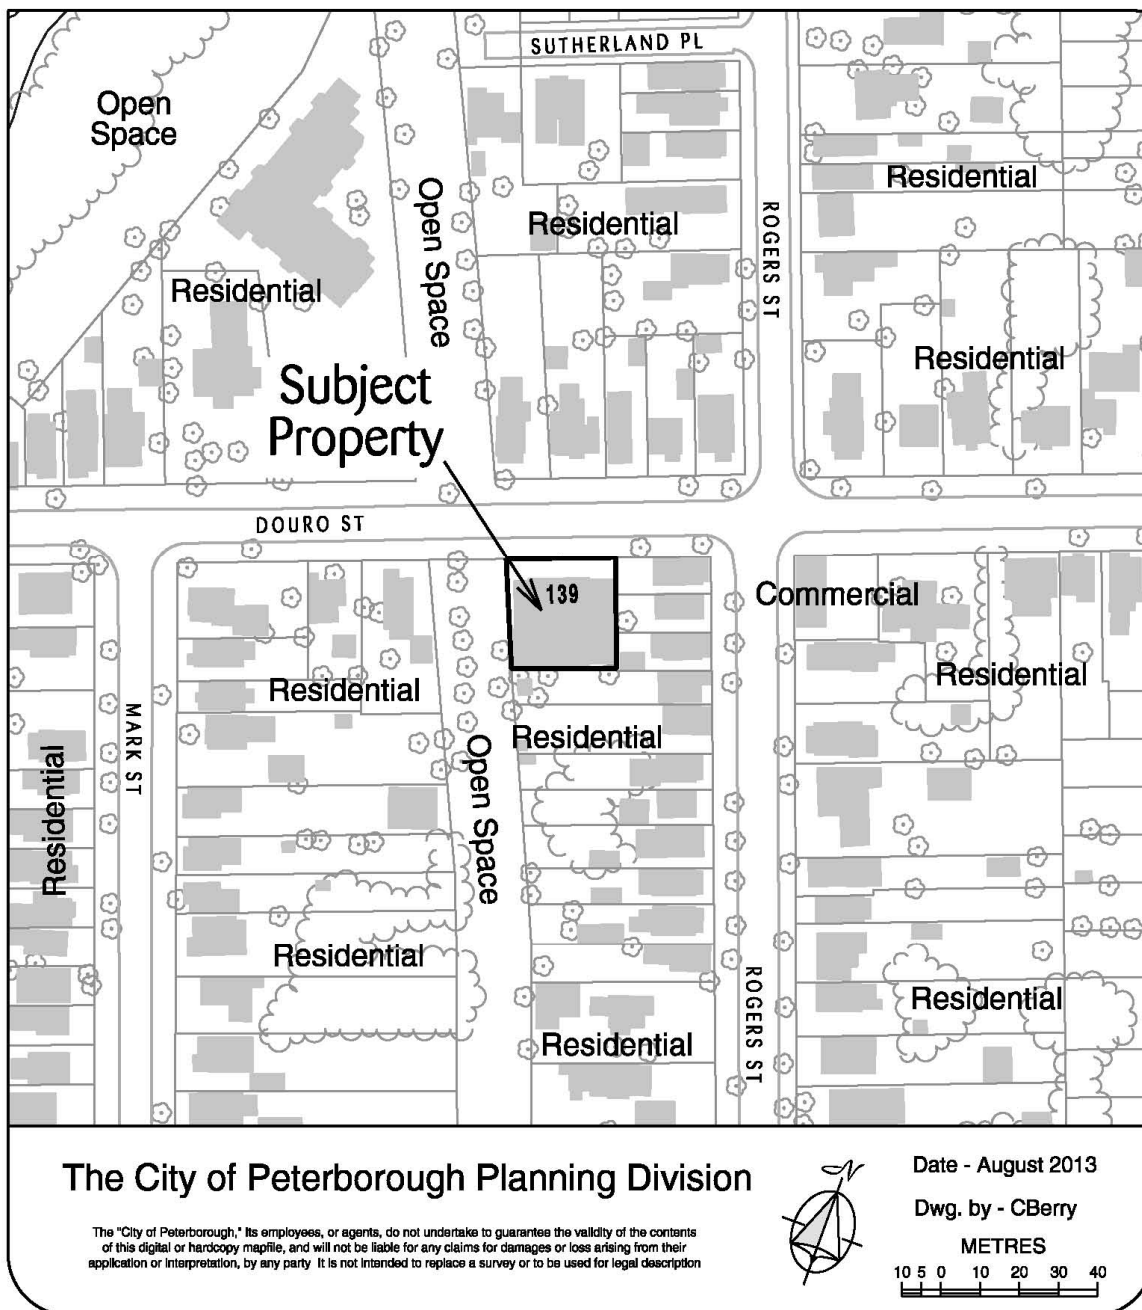 SUTHERLAND PL
Open
Space
Residential
Open Space
Residential
ROGERS ST
Residential
Residential
Subject
Property
DOURO ST
139
Commercial
Residential
Residential
MARK ST
Residential
Open Space
Residential
Residential
Residential
ROGERS ST
Residential
Residential
The City of Peterborough Planning Division
The "City of Peterborough," its employees, or agents, do not undertake to guarantee the validity of the contents
of this digital or hardcopy mapfile, and will not be liable for any claims for damages or loss arising from their
application or interpretation, by any party It is not intended to replace a survey or to be used for legal description
N
Date - August 2013
Dwg. by - CBerry
METRES
10 5 0 10 20 30 40